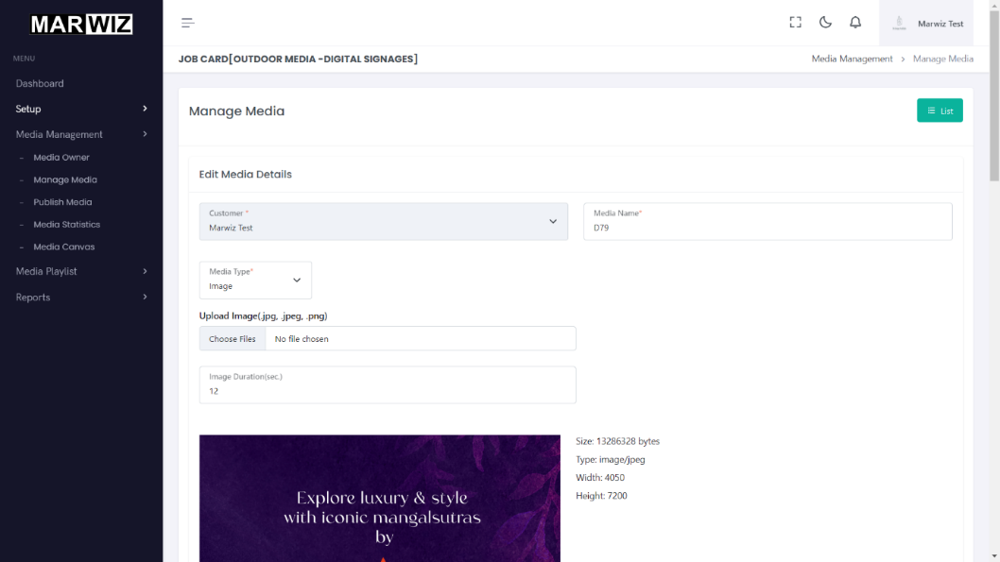 MARWIZ
Marwiz Test
MENU
JOB CARD[OUTDOOR MEDIA -DIGITAL SIGNAGES]
Media Management > Manage Media
Dashboard
Setup
Media Management
- Media Owner
- Manage Media
- Publish Media
- Media Statistics
- Media Canvas
Media Playlist
Reports
Manage Media
List
Edit Media Details
Customer *
Marwiz Test
Media Name*
D79
Media Type*
Image
Upload Image(.jpg, .jpeg, .png)
Choose Files No file chosen
Image Duration(sec.)
12
Explore luxury & style
with iconic mangalsutras
by
Size: 13286328 bytes
Type: image/jpeg
Width: 4050
Height: 7200